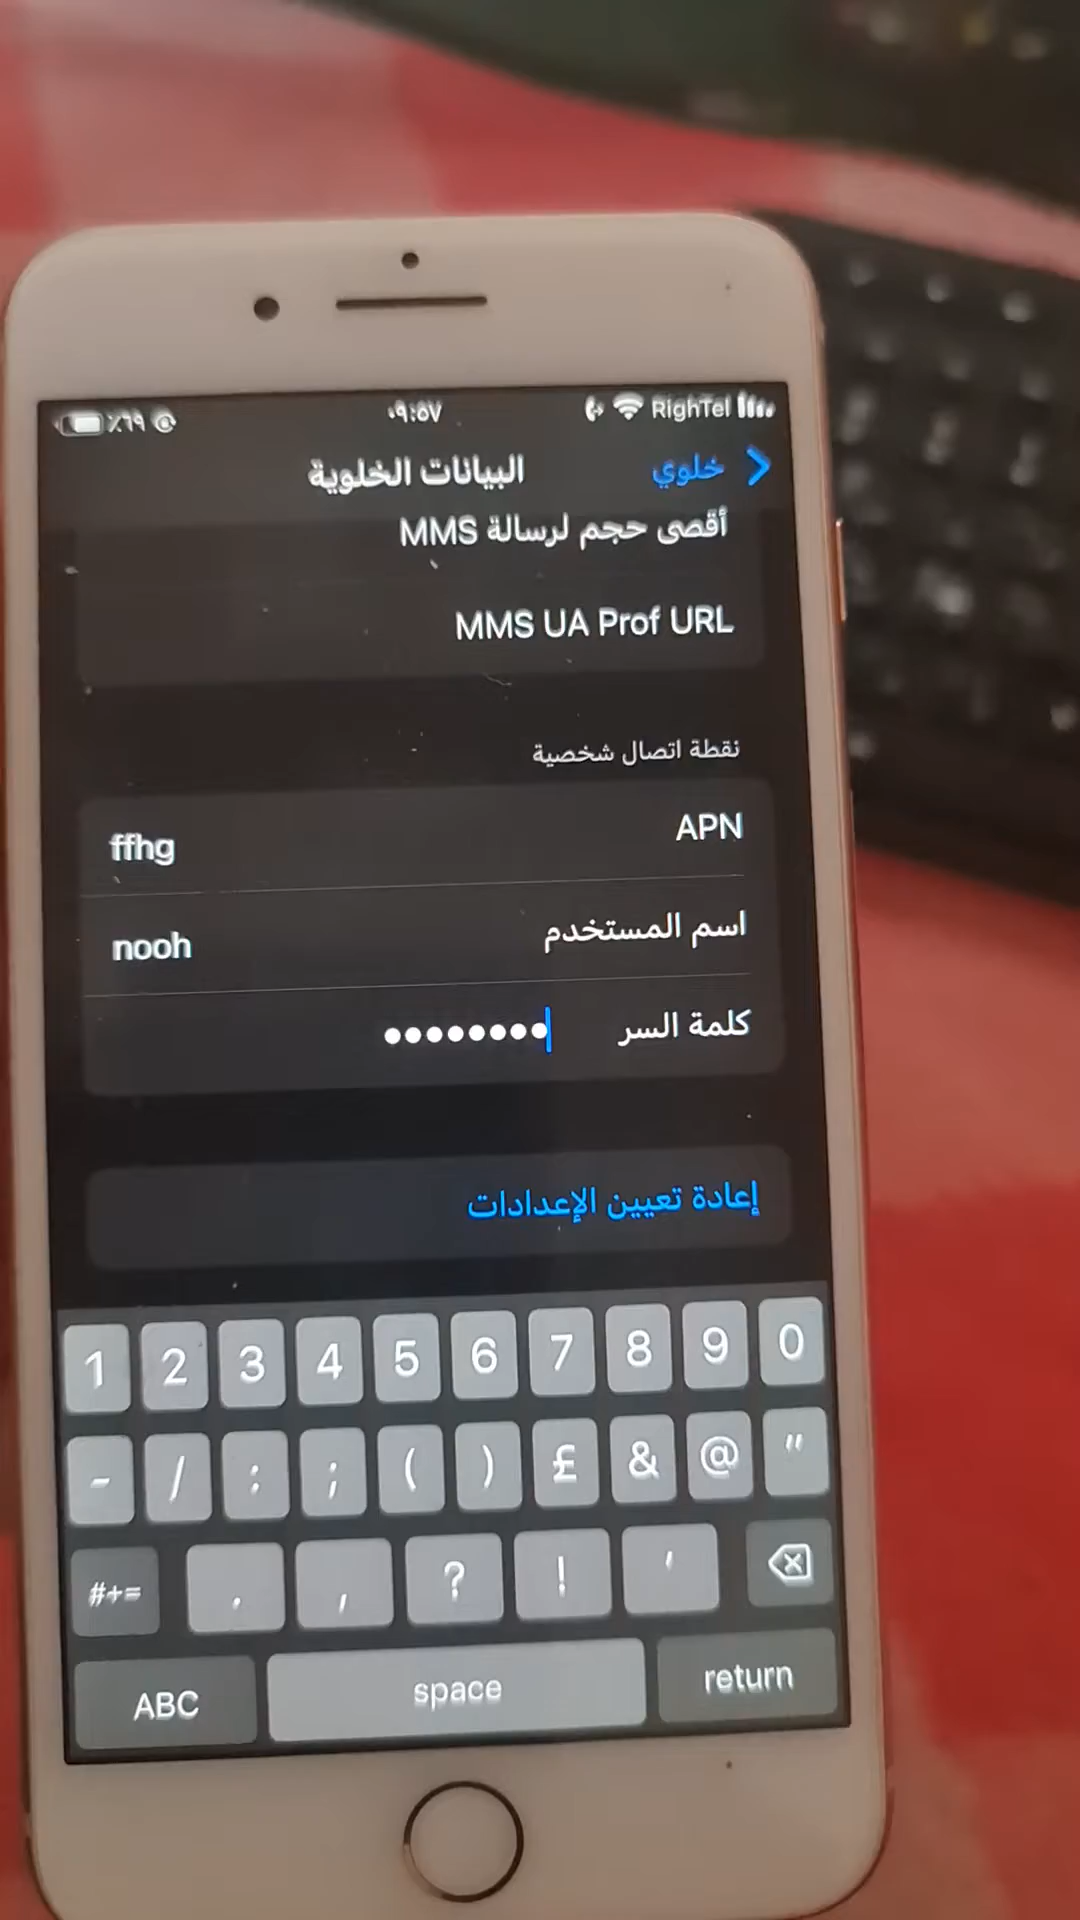 RighTel ٠٩:٥٧ ٪٦٩
خلوي البيانات الخلوية
أقصى حجم لرسالة MMS
MMS UA Prof URL
نقطة اتصال شخصية
APN ffhg
اسم المستخدم nooh
كلمة السر ••••••••
إعادة تعيين الإعدادات
1 2 3 4 5 6 7 8 9 0
- / : ; ( ) £ & @ "
#+= . , ? ! '
ABC space return